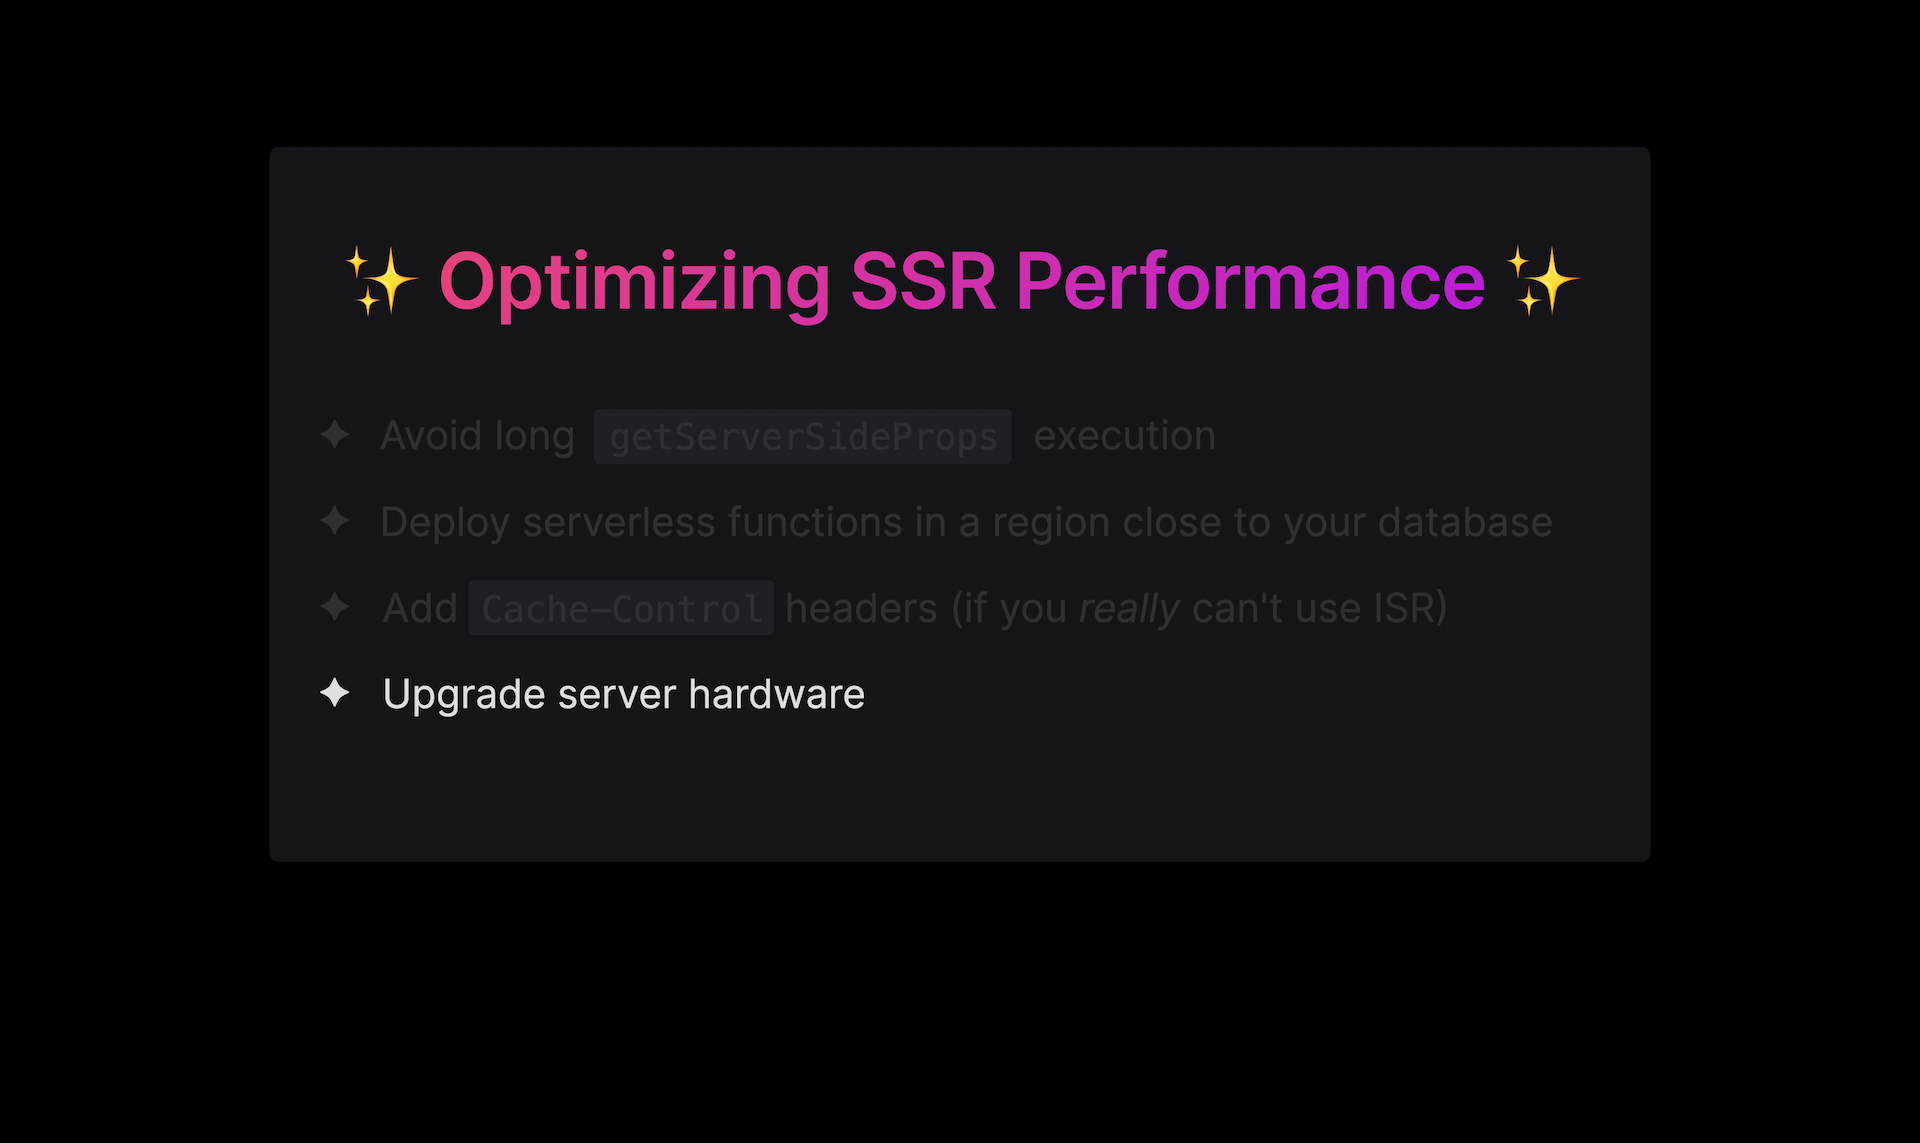 ✨ Optimizing SSR Performance ✨
✦ Avoid long getServerSideProps execution
✦ Deploy serverless functions in a region close to your database
✦ Add Cache-Control headers (if you really can't use ISR)
✦ Upgrade server hardware